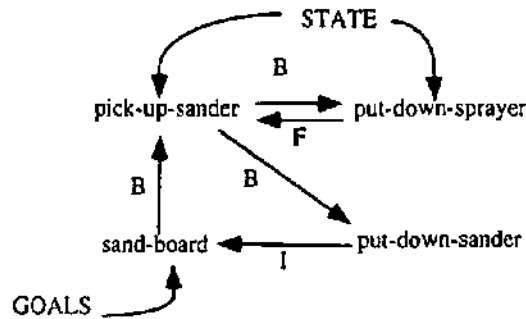 STATE
B
pick-up-sander
put-down-sprayer
F
B
B
sand-board
put-down-sander
I
GOALS